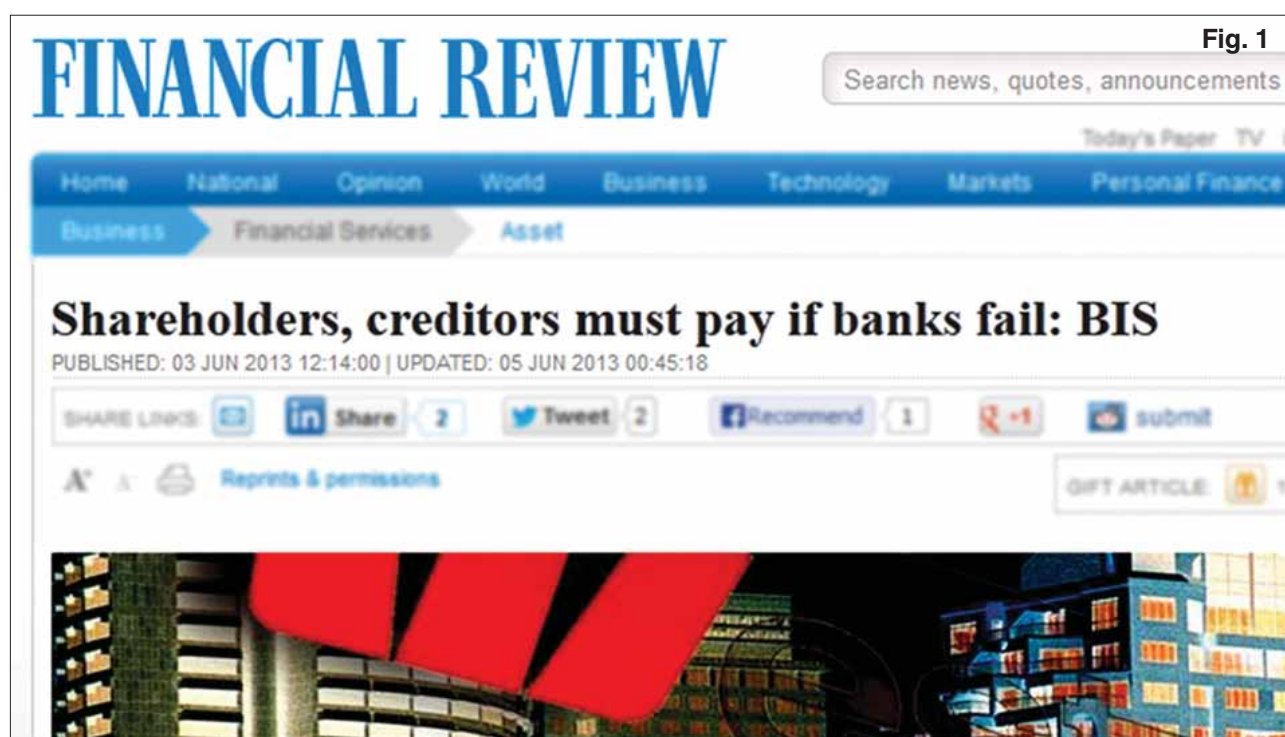 Fig. 1
FINANCIAL REVIEW
Search news, quotes, announcements
Today's Paper TV
Home National Opinion World Business Technology Markets Personal Finance
Business Financial Services Asset
Shareholders, creditors must pay if banks fail: BIS
PUBLISHED: 03 JUN 2013 12:14:00 | UPDATED: 05 JUN 2013 00:45:18
SHARE LINKS: in Share 2 Tweet 2 f Recommend 1 +1 submit
A+ A- Reprints & permissions
GIFT ARTICLE: